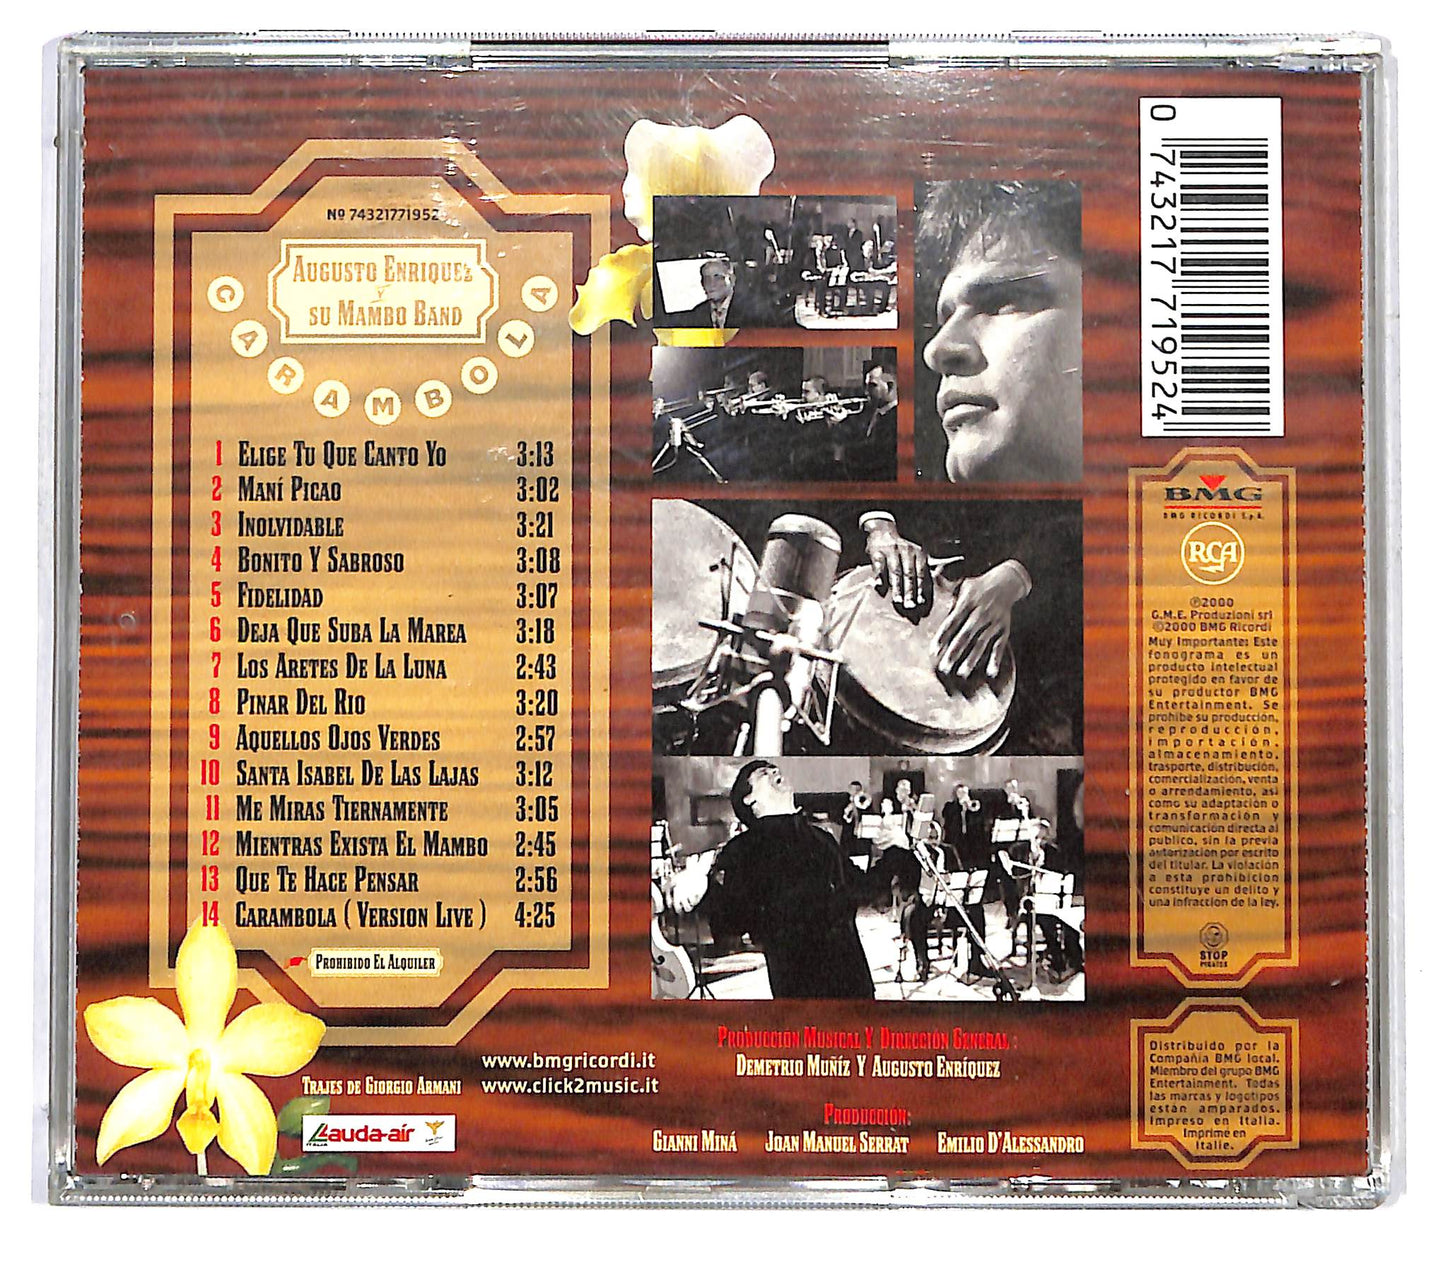 Nº 74321771952
Augusto Enriquez
Y
su Mambo Band
CARAMBOLA
1 Elige Tu Que Canto Yo 3:13
2 Maní Picao 3:02
3 Inolvidable 3:21
4 Bonito Y Sabroso 3:08
5 Fidelidad 3:07
6 Deja Que Suba La Marea 3:18
7 Los Aretes De La Luna 2:43
8 Pinar Del Rio 3:20
9 Aquellos Ojos Verdes 2:57
10 Santa Isabel De Las Lajas 3:12
11 Me Miras Tiernamente 3:05
12 Mientras Exista El Mambo 2:45
13 Que Te Hace Pensar 2:56
14 Carambola ( Version Live ) 4:25
Prohibido El Alquiler
Trajes de Giorgio Armani
Lauda-air
ITALIA
www.bmgricordi.it
www.click2music.it
Producción Musical Y Dirección General :
Demetrio Muñíz Y Augusto Enríquez
Producción:
Gianni Miná Joan Manuel Serrat Emilio D'Alessandro
0 743217 719524
BMG
BMG RICORDI S.p.A.
RCA
℗2000
G.M.E. Produzioni srl
©2000 BMG Ricordi
Muy Importante: Este
fonograma es un
producto intelectual
protegido en favor de
su productor BMG
Entertainment. Se
prohibe su producción,
reproducción,
importación,
almacenamiento,
trasporte, distribución,
comercialización, venta
o arrendamiento, así
como su adaptación o
transformación y
comunicación directa al
publico, sin la previa
autorizacion por escrito
del titular. La violación
a esta prohibicion
constituye un delito y
una infraccion de la ley.
STOP
PIRATES
Distribuido por la
Compañia BMG local.
Miembro del grupo BMG
Entertainment. Todas
las marcas y logotipos
están amparados.
Impreso en Italia.
Imprimé en
Italie.